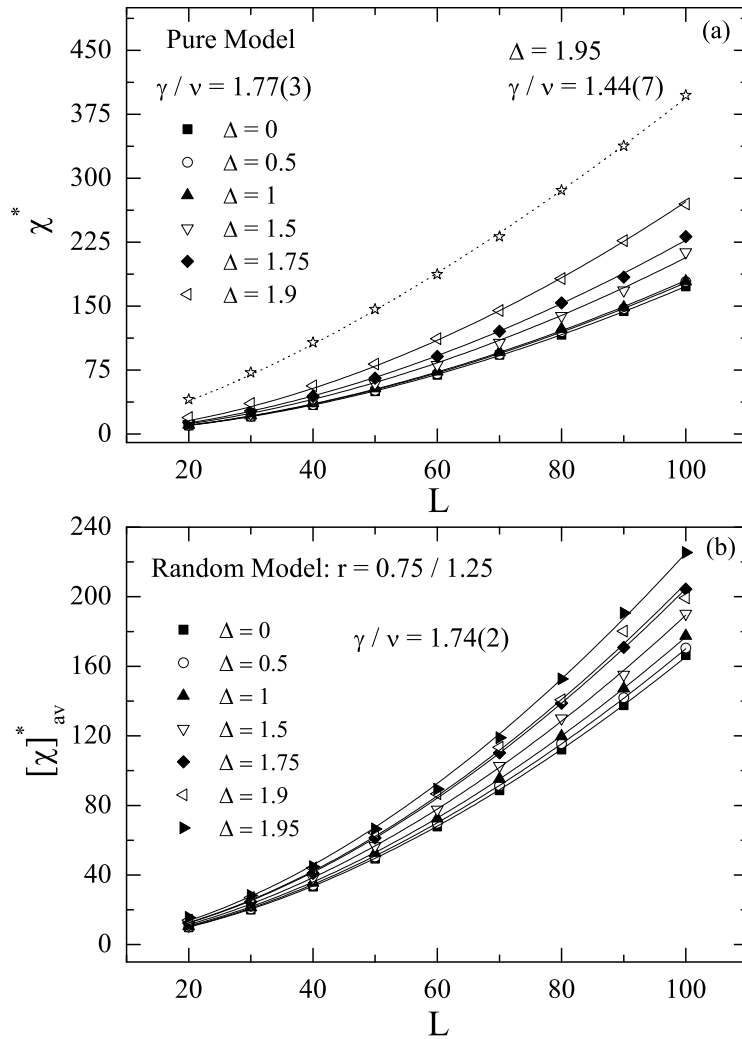 (a)
Pure Model
Δ = 1.95
γ / ν = 1.77(3)
γ / ν = 1.44(7)
Δ = 0
Δ = 0.5
Δ = 1
Δ = 1.5
Δ = 1.75
Δ = 1.9
450
375
300
225
150
75
0
χ*
20 40 60 80 100
L
(b)
Random Model: r = 0.75 / 1.25
γ / ν = 1.74(2)
Δ = 0
Δ = 0.5
Δ = 1
Δ = 1.5
Δ = 1.75
Δ = 1.9
Δ = 1.95
240
200
160
120
80
40
0
[χ]*av
20 40 60 80 100
L